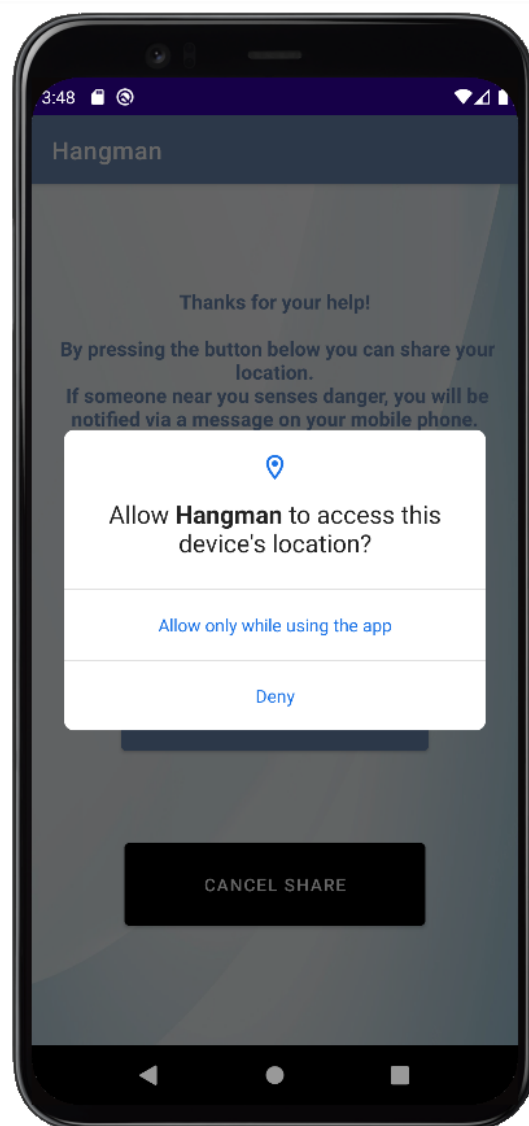 3:48
Hangman
Thanks for your help!
By pressing the button below you can share your
location.
If someone near you senses danger, you will be
notified via a message on your mobile phone.
Allow Hangman to access this
device's location?
Allow only while using the app
Deny
CANCEL SHARE